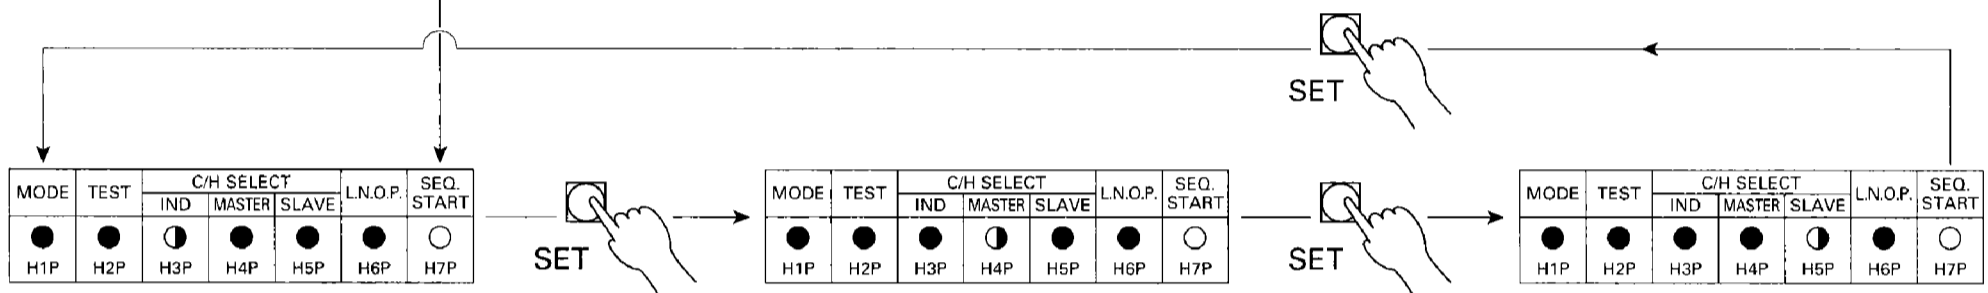 SET
MODE TEST C/H SELECT L.N.O.P. SEQ. START
IND MASTER SLAVE
H1P H2P H3P H4P H5P H6P H7P
SET
MODE TEST C/H SELECT L.N.O.P. SEQ. START
IND MASTER SLAVE
H1P H2P H3P H4P H5P H6P H7P
SET
MODE TEST C/H SELECT L.N.O.P. SEQ. START
IND MASTER SLAVE
H1P H2P H3P H4P H5P H6P H7P